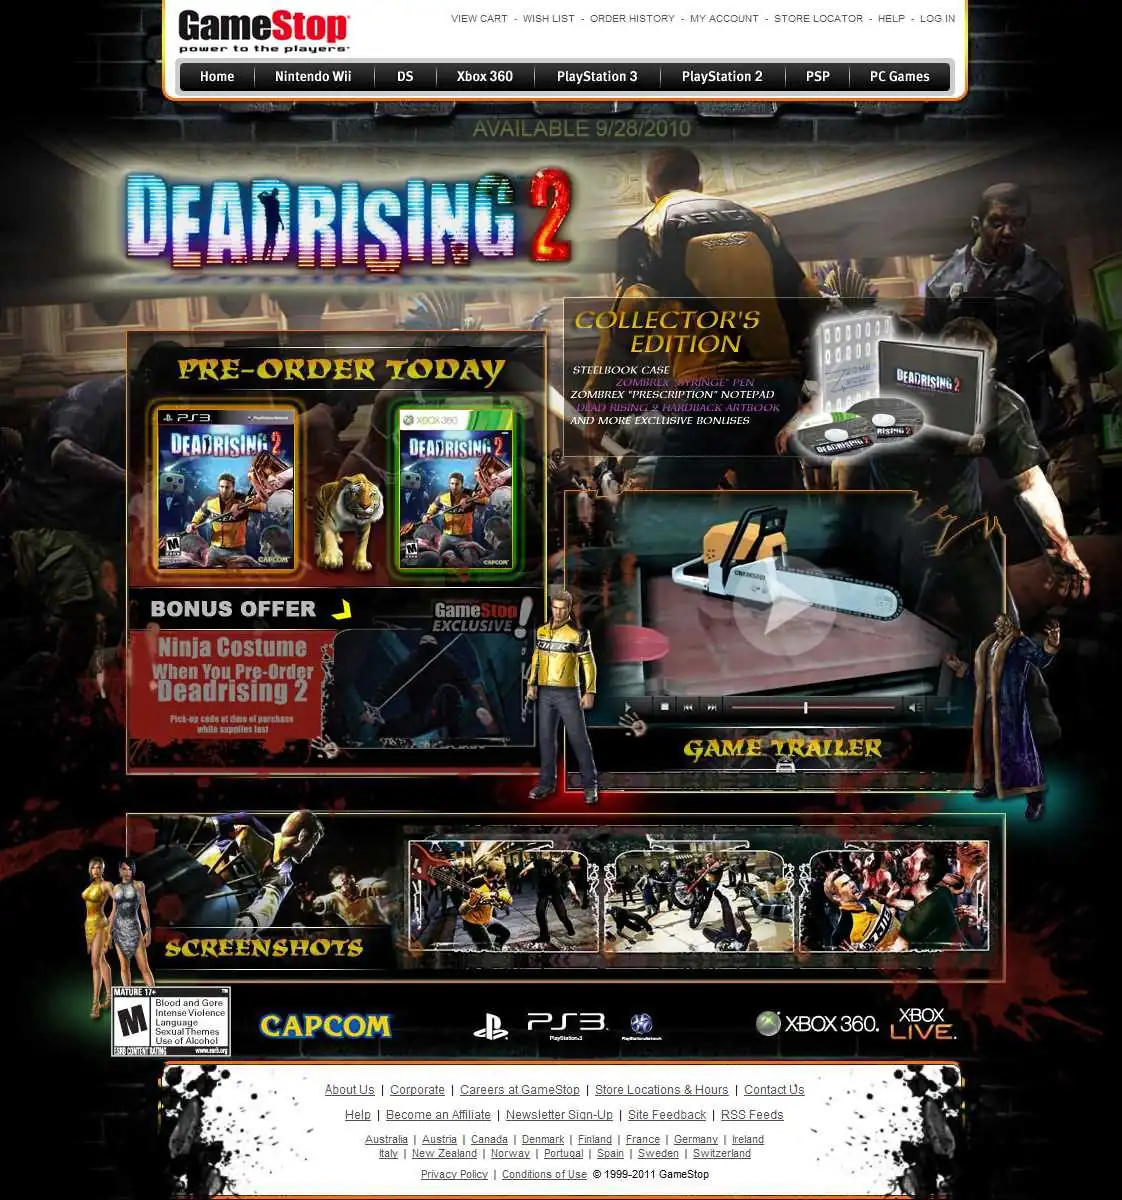 GameStop
power to the players
VIEW CART - WISH LIST - ORDER HISTORY - MY ACCOUNT - STORE LOCATOR - HELP - LOG IN
Home
Nintendo Wii
DS
Xbox 360
PlayStation 3
PlayStation 2
PSP
PC Games
AVAILABLE 9/28/2010
DEADRISING 2
COLLECTOR'S
EDITION
STEELBOOK CASE
ZOMBREX "SYRINGE" PEN
ZOMBREX "PRESCRIPTION" NOTEPAD
DEAD RISING 2 HARDBACK ARTBOOK
AND MORE EXCLUSIVE BONUSES
DEADRISING 2
PRE-ORDER TODAY
PS3
XBOX 360
DEADRISING 2
DEADRISING 2
M
CAPCOM
M
CAPCOM
BONUS OFFER
GameStop
EXCLUSIVE!
Ninja Costume
When You Pre-Order
Deadrising 2
Pick-up code at time of purchase
while supplies last
GAME TRAILER
SCREENSHOTS
MATURE 17+
M
Blood and Gore
Intense Violence
Language
Sexual Themes
Use of Alcohol
ESRB CONTENT RATING www.esrb.org
CAPCOM
PS3
PlayStation 3
PlayStation Network
XBOX 360.
XBOX
LIVE.
About Us | Corporate | Careers at GameStop | Store Locations & Hours | Contact Us
Help | Become an Affiliate | Newsletter Sign-Up | Site Feedback | RSS Feeds
Australia | Austria | Canada | Denmark | Finland | France | Germany | Ireland
Italy | New Zealand | Norway | Portugal | Spain | Sweden | Switzerland
Privacy Policy | Conditions of Use © 1999-2011 GameStop